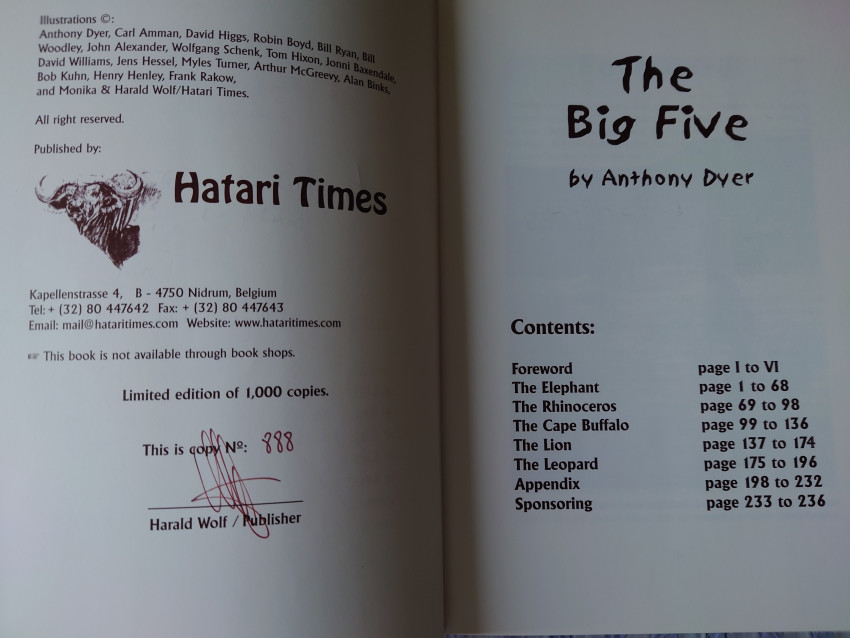 Illustrations ©:
Anthony Dyer, Carl Amman, David Higgs, Robin Boyd, Bill Ryan, Bill
Woodley, John Alexander, Wolfgang Schenk, Tom Hixon, Jonni Baxendale,
David Williams, Jens Hessel, Myles Turner, Arthur McGreevy, Alan Binks,
Bob Kuhn, Henry Henley, Frank Rakow,
and Monika & Harald Wolf/Hatari Times.
All right reserved.
Published by:
Hatari Times
Kapellenstrasse 4, B - 4750 Nidrum, Belgium
Tel: + (32) 80 447642 Fax: + (32) 80 447643
Email: mail@hataritimes.com Website: www.hataritimes.com
☞ This book is not available through book shops.
Limited edition of 1,000 copies.
This is copy Nº: 888
Harald Wolf / Publisher
The
Big Five
by Anthony Dyer
Contents:
Foreword page I to VI
The Elephant page 1 to 68
The Rhinoceros page 69 to 98
The Cape Buffalo page 99 to 136
The Lion page 137 to 174
The Leopard page 175 to 196
Appendix page 198 to 232
Sponsoring page 233 to 236